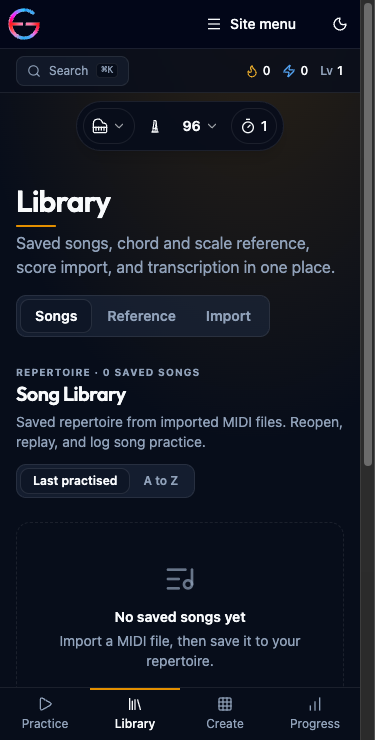 Site menu
Search ⌘K
0
0
Lv 1
96
1
Library
Saved songs, chord and scale reference,
score import, and transcription in one place.
Songs
Reference
Import
REPERTOIRE · 0 SAVED SONGS
Song Library
Saved repertoire from imported MIDI files. Reopen,
replay, and log song practice.
Last practised
A to Z
No saved songs yet
Import a MIDI file, then save it to your
repertoire.
Practice
Library
Create
Progress